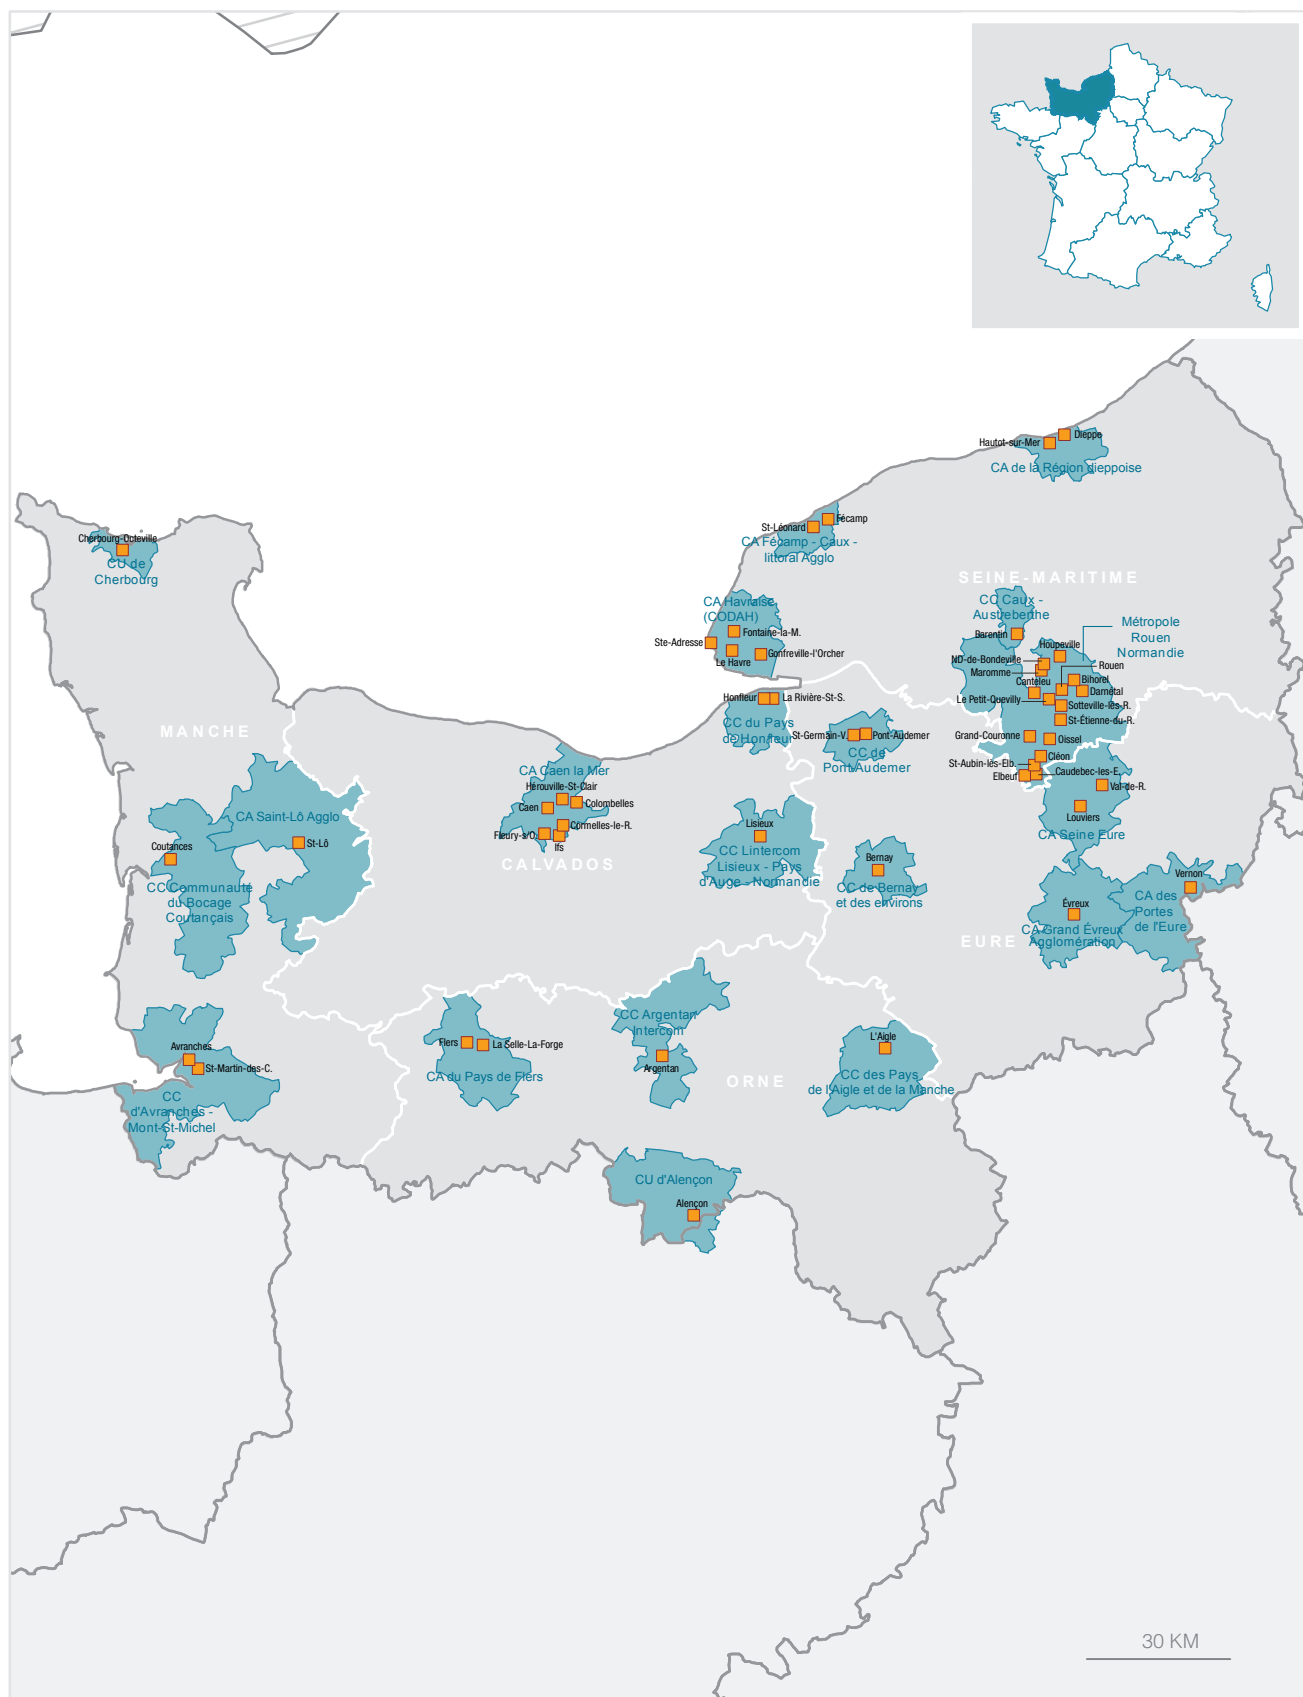 Hautot-sur-Mer
Dieppe
CA de la Région dieppoise
St-Léonard
Fécamp
CA Fécamp - Caux -
littoral Agglo
Cherbourg-Octeville
CU de
Cherbourg
SEINE-MARITIME
CA Havraise
(CODAH)
Ste-Adresse
Fontaine-la-M.
Le Havre
Gonfreville-l'Orcher
CC Caux -
Austreberthe
Barentin
Métropole
Rouen
Normandie
Houpeville
ND-de-Bondeville
Maromme
Rouen
Canteleu
Bihorel
Darnétal
Le Petit-Quevilly
Sotteville-lès-R.
St-Étienne-du-R.
Grand-Couronne
Oissel
Cléon
St-Aubin-lès-Elb.
Elbeuf
Caudebec-lès-E.
Val-de-R.
Louviers
CA Seine Eure
Honfleur
La Rivière-St-S.
CC du Pays
de Honfleur
St-Germain-V.
Pont-Audemer
CC de
Pont-Audemer
MANCHE
CA Caen la Mer
Hérouville-St-Clair
Caen
Colombelles
Cormelles-le-R.
Fleury-s/O.
Ifs
CALVADOS
CA Saint-Lô Agglo
St-Lô
Coutances
CC Communauté
du Bocage
Coutançais
Lisieux
CC Lintercom
Lisieux - Pays
d'Auge - Normandie
Bernay
CC de Bernay
et des environs
Évreux
CA Grand Évreux
Agglomération
EURE
Vernon
CA des
Portes
de l'Eure
Avranches
St-Martin-des-C.
CC
d'Avranches -
Mont-St-Michel
Flers
La Selle-La-Forge
CA du Pays de Flers
CC Argentan
Intercom
Argentan
ORNE
L'Aigle
CC des Pays
de l'Aigle et de la Manche
CU d'Alençon
Alençon
30 KM